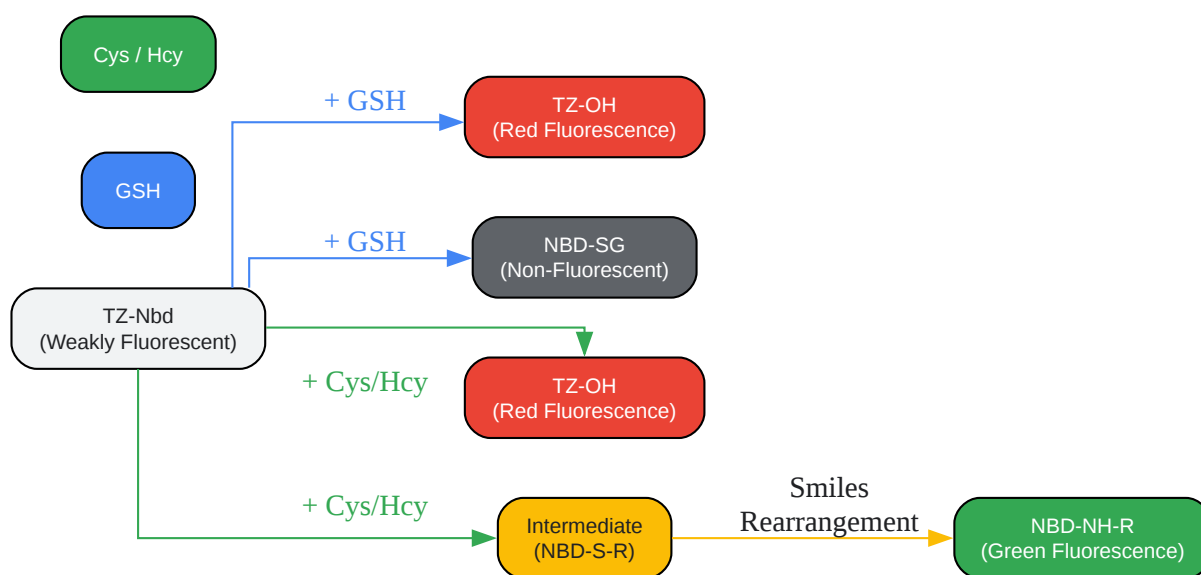 Cys / Hcy
+ GSH
TZ-OH
(Red Fluorescence)
GSH
+ GSH
NBD-SG
(Non-Fluorescent)
TZ-Nbd
(Weakly Fluorescent)
+ Cys/Hcy
TZ-OH
(Red Fluorescence)
+ Cys/Hcy
Intermediate
(NBD-S-R)
Smiles
Rearrangement
NBD-NH-R
(Green Fluorescence)